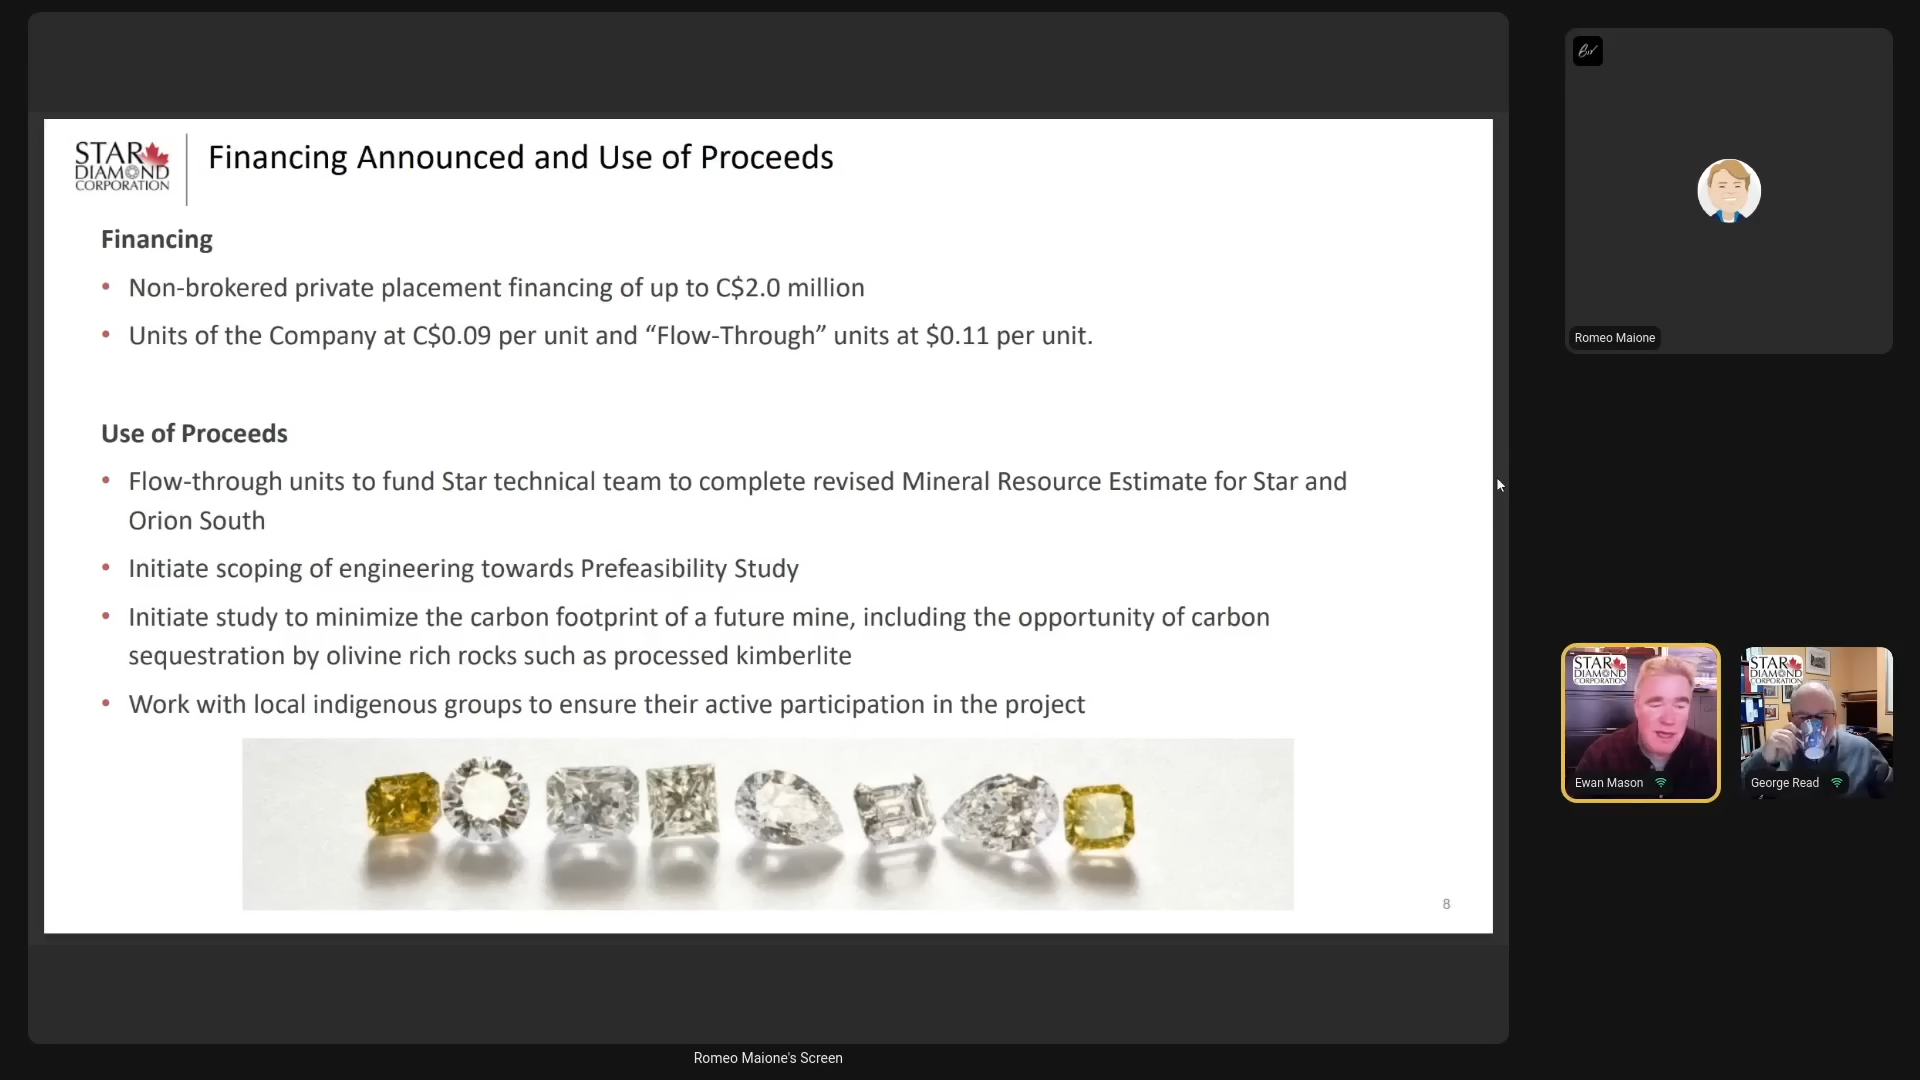 STAR
DIAMOND
CORPORATION
Financing Announced and Use of Proceeds
Financing
• Non-brokered private placement financing of up to C$2.0 million
• Units of the Company at C$0.09 per unit and “Flow-Through” units at $0.11 per unit.
Use of Proceeds
• Flow-through units to fund Star technical team to complete revised Mineral Resource Estimate for Star and
Orion South
• Initiate scoping of engineering towards Prefeasibility Study
• Initiate study to minimize the carbon footprint of a future mine, including the opportunity of carbon
sequestration by olivine rich rocks such as processed kimberlite
• Work with local indigenous groups to ensure their active participation in the project
8
Romeo Maione's Screen
Romeo Maione
STAR
DIAMOND
CORPORATION
Ewan Mason
STAR
DIAMOND
CORPORATION
George Read